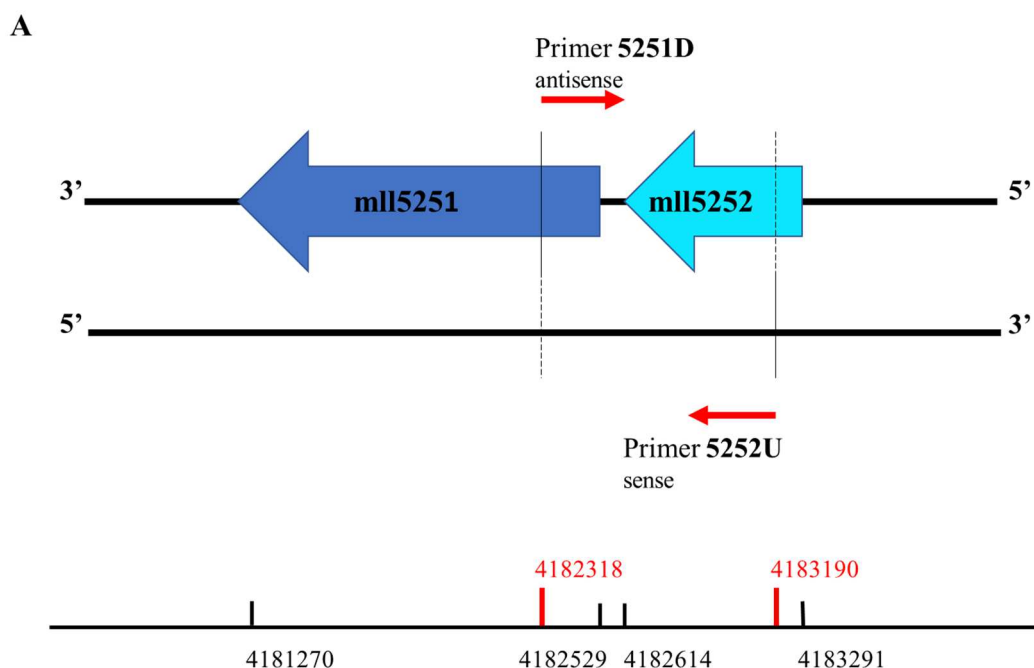 A
Primer 5251D
antisense
3’
mll5251
mll5252
5’
5’
3’
Primer 5252U
sense
4182318
4183190
4181270
4182529
4182614
4183291